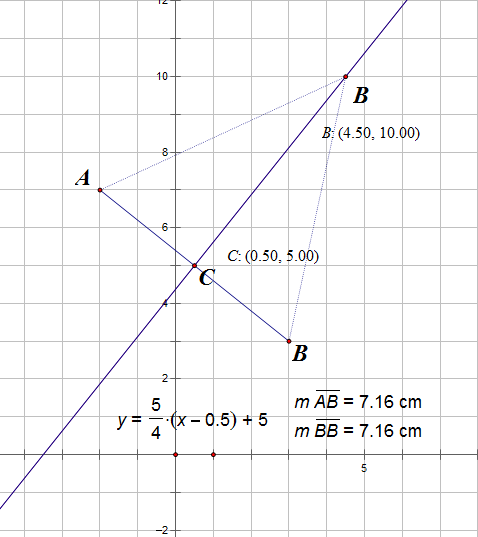 12
10
B
B: (4.50, 10.00)
8
A
6
C: (0.50, 5.00)
C
4
B
2
y = 5/4·(x – 0.5) + 5
m AB = 7.16 cm
m BB = 7.16 cm
5
–2